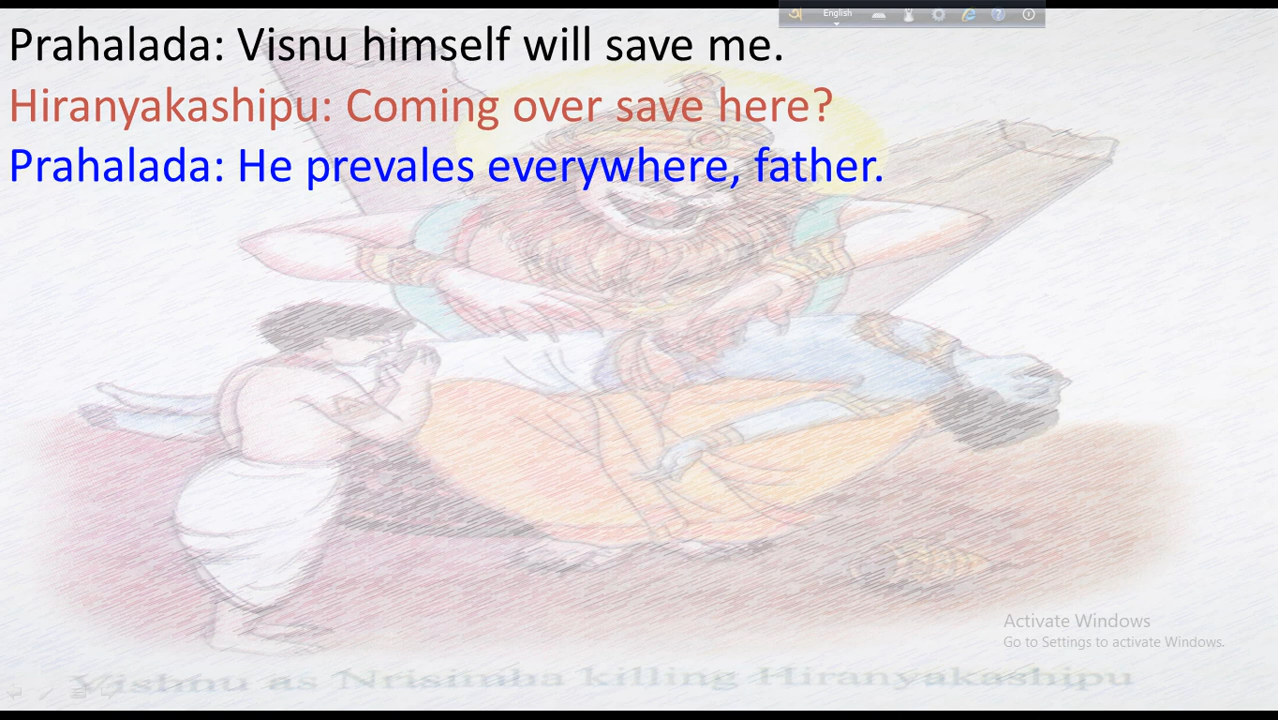 অ English
Prahalada: Visnu himself will save me.
Hiranyakashipu: Coming over save here?
Prahalada: He prevales everywhere, father.
Activate Windows
Go to Settings to activate Windows.
Vishnu as Nrisimha killing Hiranyakashipu